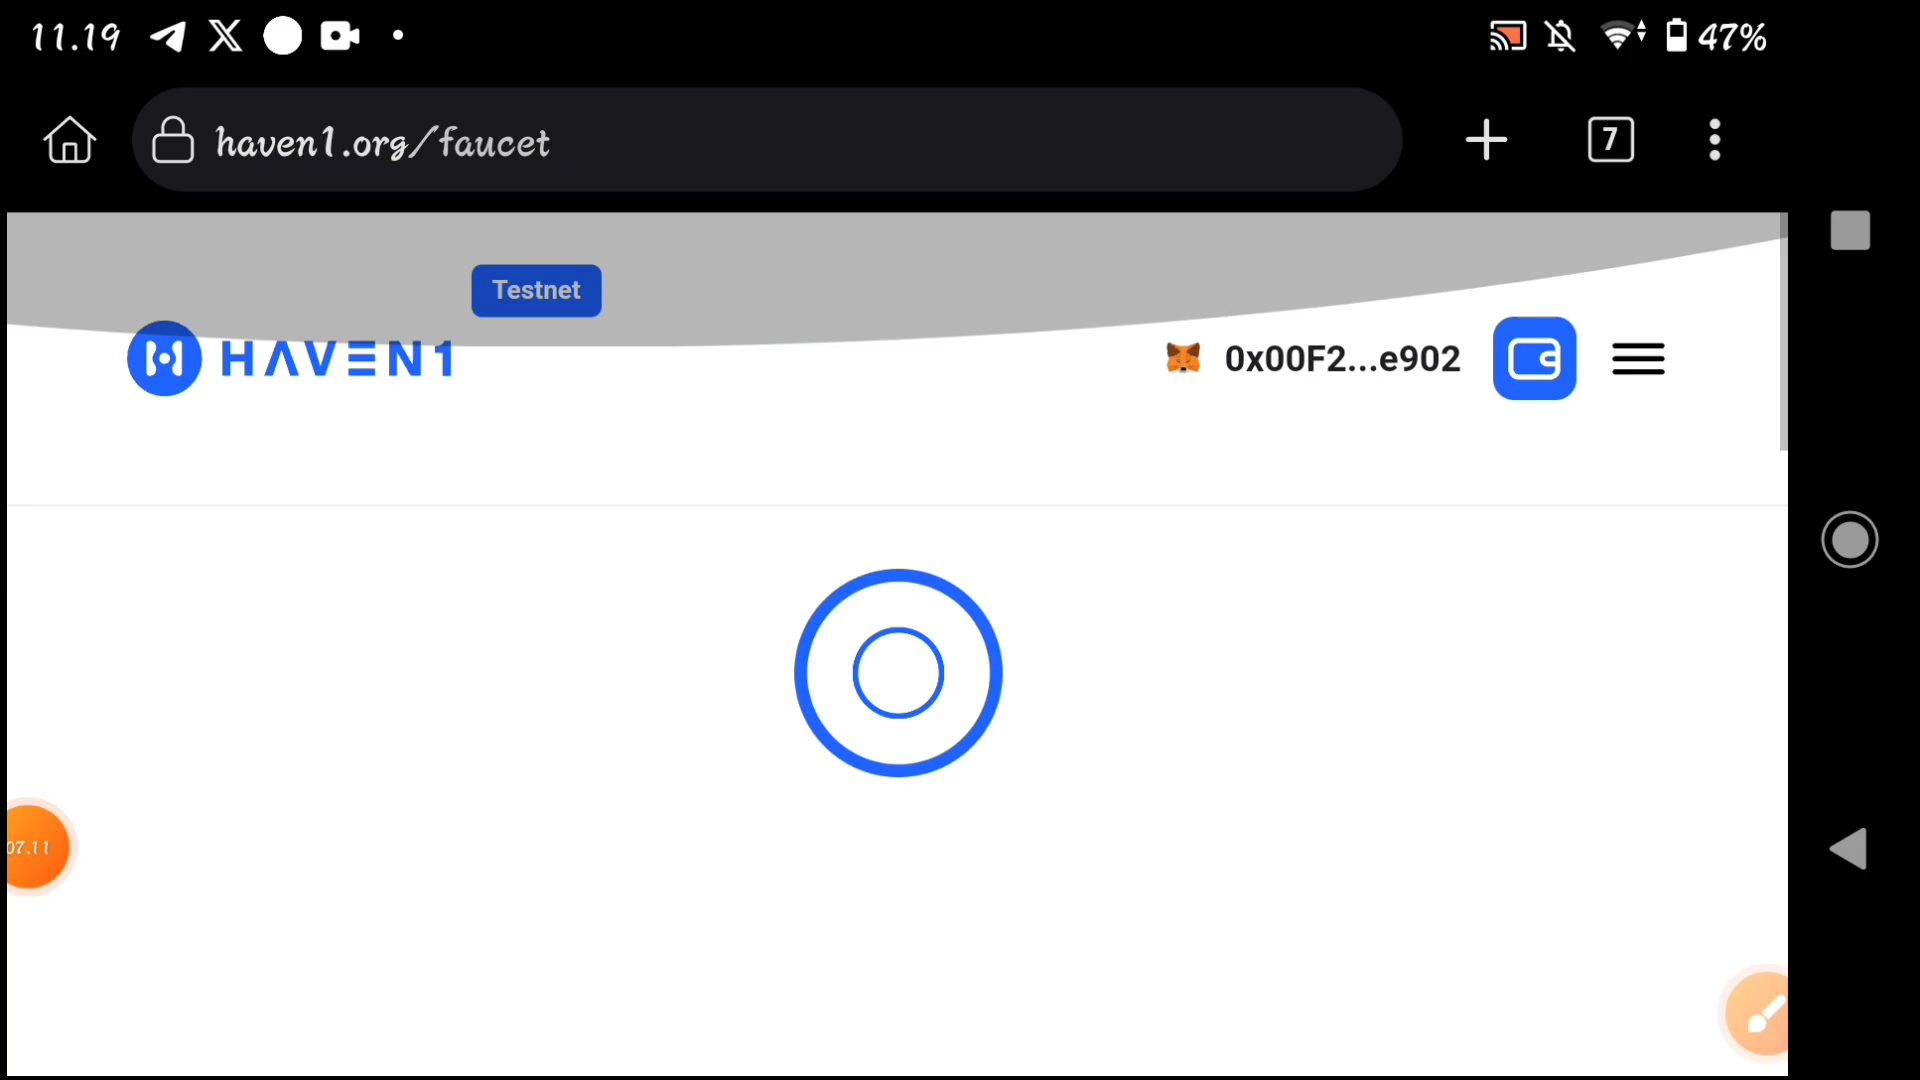 11.19
47%
haven1.org/faucet
7
Testnet
HAVEN1
0x00F2...e902
07.11